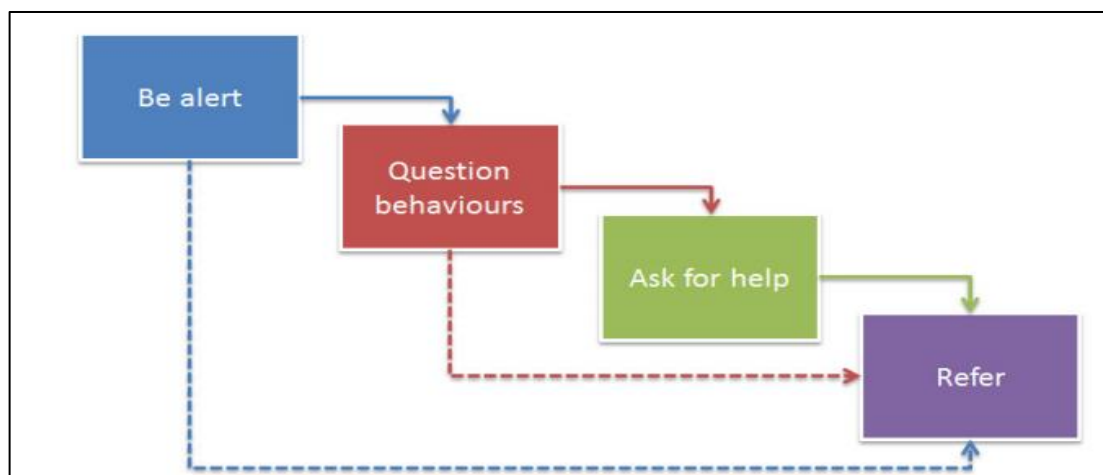 Be alert
Question
behaviours
Ask for help
Refer